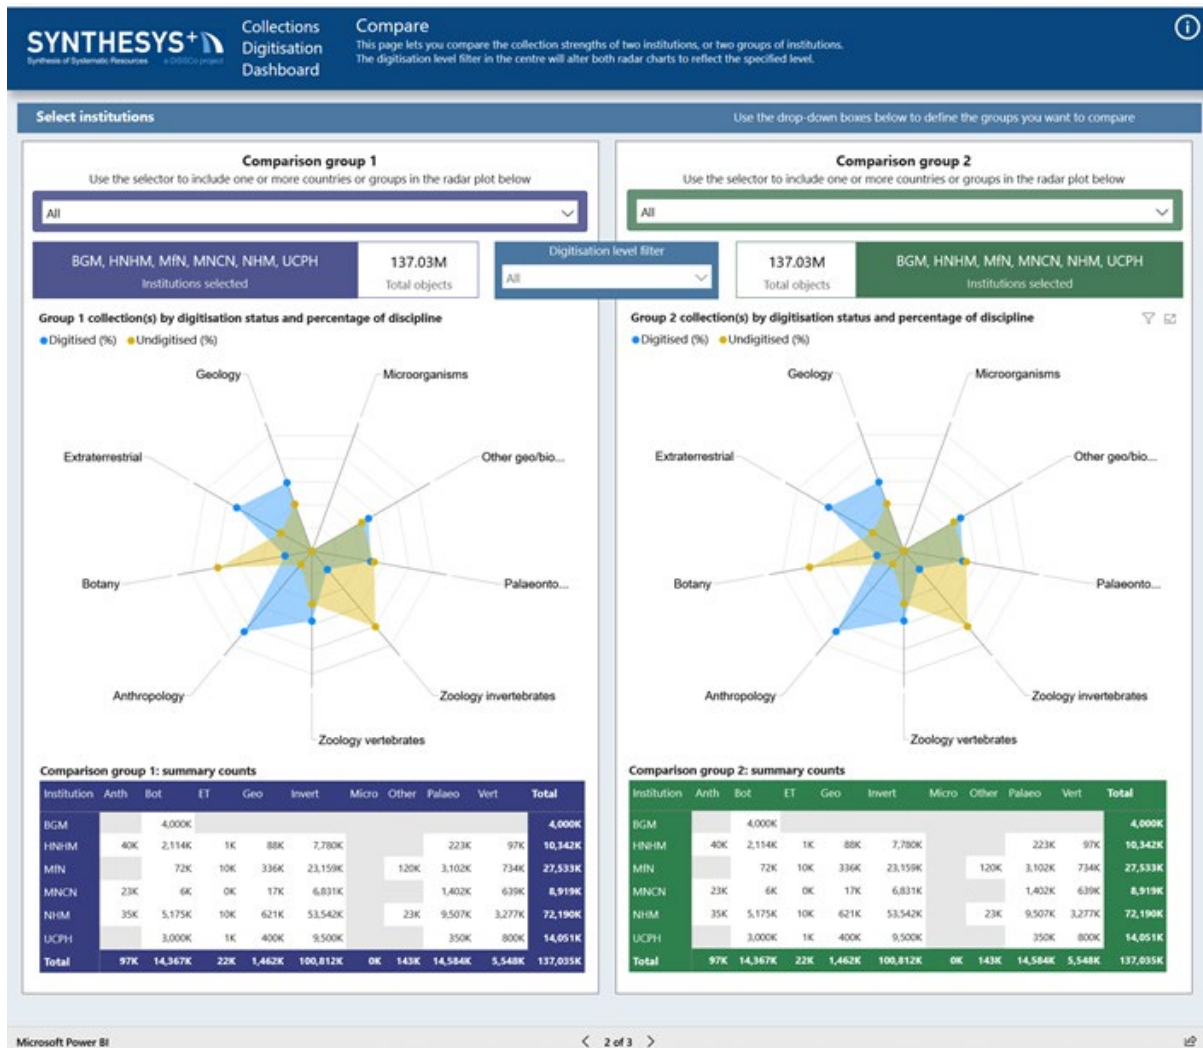 SYNTHESYS+
Synthesis of Systematic Resources a DiSSCo project
Collections
Digitisation
Dashboard
Compare
This page lets you compare the collection strengths of two institutions, or two groups of institutions.
The digitisation level filter in the centre will alter both radar charts to reflect the specified level.
Select institutions
Use the drop-down boxes below to define the groups you want to compare
Comparison group 1
Use the selector to include one or more countries or groups in the radar plot below
All
BGM, HNHM, MfN, MNCN, NHM, UCPH
Institutions selected
137.03M
Total objects
Digitisation level filter
All
Group 1 collection(s) by digitisation status and percentage of discipline
Digitised (%) Undigitised (%)
Geology
Microorganisms
Extraterrestrial
Other geo/bio...
Botany
Palaeonto...
Anthropology
Zoology invertebrates
Zoology vertebrates
Comparison group 1: summary counts
Institution Anth Bot ET Geo Invert Micro Other Palaeo Vert Total
BGM 4,000K 4,000K
HNHM 40K 2,114K 1K 88K 7,780K 223K 97K 10,342K
MfN 72K 10K 336K 23,159K 120K 3,102K 734K 27,533K
MNCN 23K 6K 0K 17K 6,831K 1,402K 639K 8,919K
NHM 35K 5,175K 10K 621K 53,542K 23K 9,507K 3,277K 72,190K
UCPH 3,000K 1K 400K 9,500K 350K 800K 14,051K
Total 97K 14,367K 22K 1,462K 100,812K 0K 143K 14,584K 5,548K 137,035K
Comparison group 2
Use the selector to include one or more countries or groups in the radar plot below
All
137.03M
Total objects
BGM, HNHM, MfN, MNCN, NHM, UCPH
Institutions selected
Group 2 collection(s) by digitisation status and percentage of discipline
Digitised (%) Undigitised (%)
Geology
Microorganisms
Extraterrestrial
Other geo/bio...
Botany
Palaeonto...
Anthropology
Zoology invertebrates
Zoology vertebrates
Comparison group 2: summary counts
Institution Anth Bot ET Geo Invert Micro Other Palaeo Vert Total
BGM 4,000K 4,000K
HNHM 40K 2,114K 1K 88K 7,780K 223K 97K 10,342K
MfN 72K 10K 336K 23,159K 120K 3,102K 734K 27,533K
MNCN 23K 6K 0K 17K 6,831K 1,402K 639K 8,919K
NHM 35K 5,175K 10K 621K 53,542K 23K 9,507K 3,277K 72,190K
UCPH 3,000K 1K 400K 9,500K 350K 800K 14,051K
Total 97K 14,367K 22K 1,462K 100,812K 0K 143K 14,584K 5,548K 137,035K
Microsoft Power BI
2 of 3